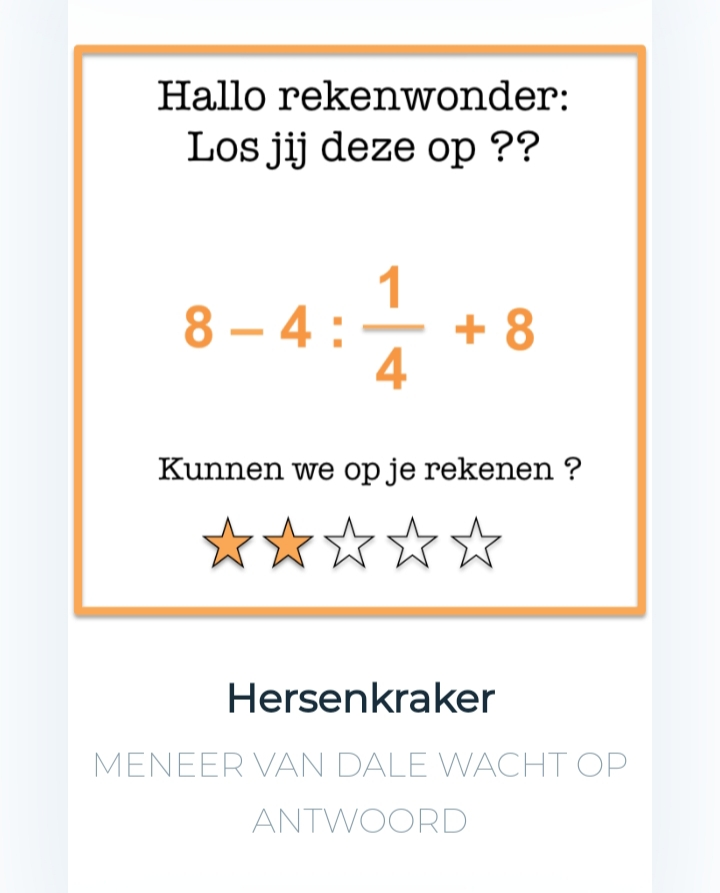 Hallo rekenwonder:
Los jij deze op ??
8 – 4 : 1/4 + 8
Kunnen we op je rekenen ?
Hersenkraker
MENEER VAN DALE WACHT OP
ANTWOORD